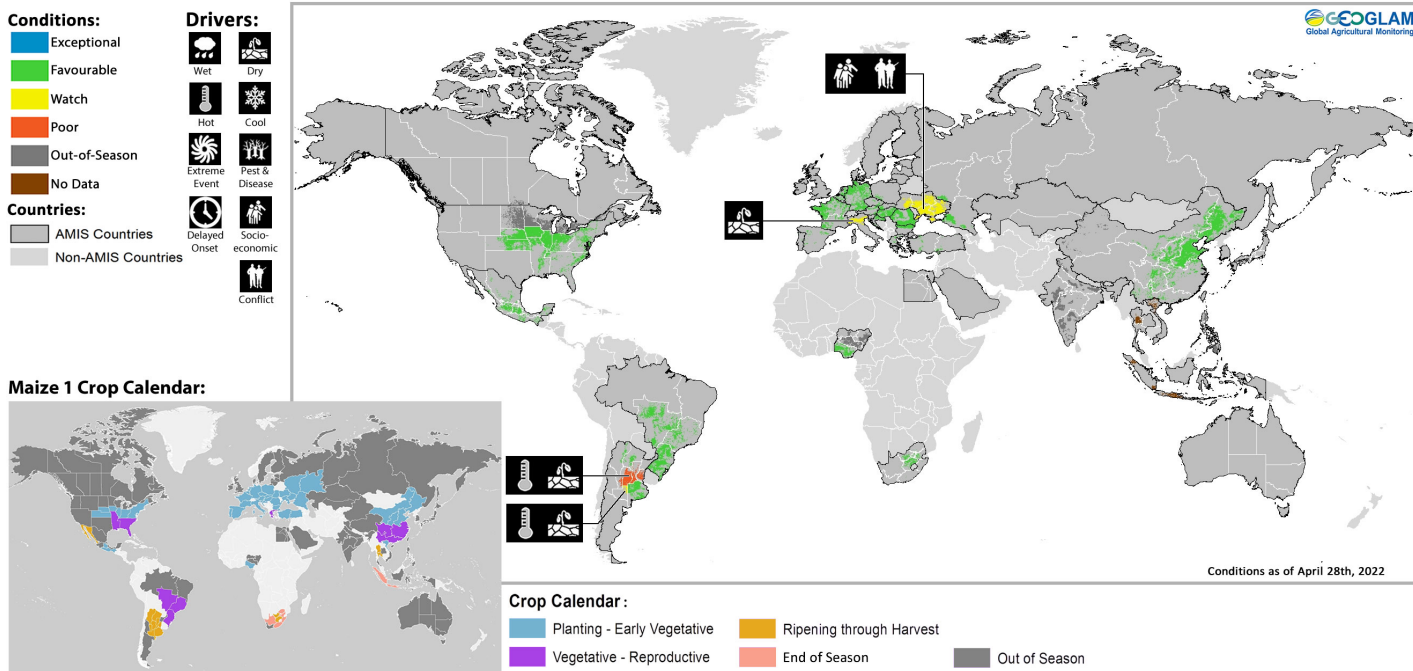 Conditions:
Exceptional
Favourable
Watch
Poor
Out-of-Season
No Data
Countries:
AMIS Countries
Non-AMIS Countries
Drivers:
Wet
Dry
Hot
Cool
Extreme
Event
Pest &
Disease
Delayed
Onset
Socio-
economic
Conflict
GEOGLAM
Global Agricultural Monitoring
Conditions as of April 28th, 2022
Maize 1 Crop Calendar:
Crop Calendar :
Planting - Early Vegetative
Ripening through Harvest
Vegetative - Reproductive
End of Season
Out of Season